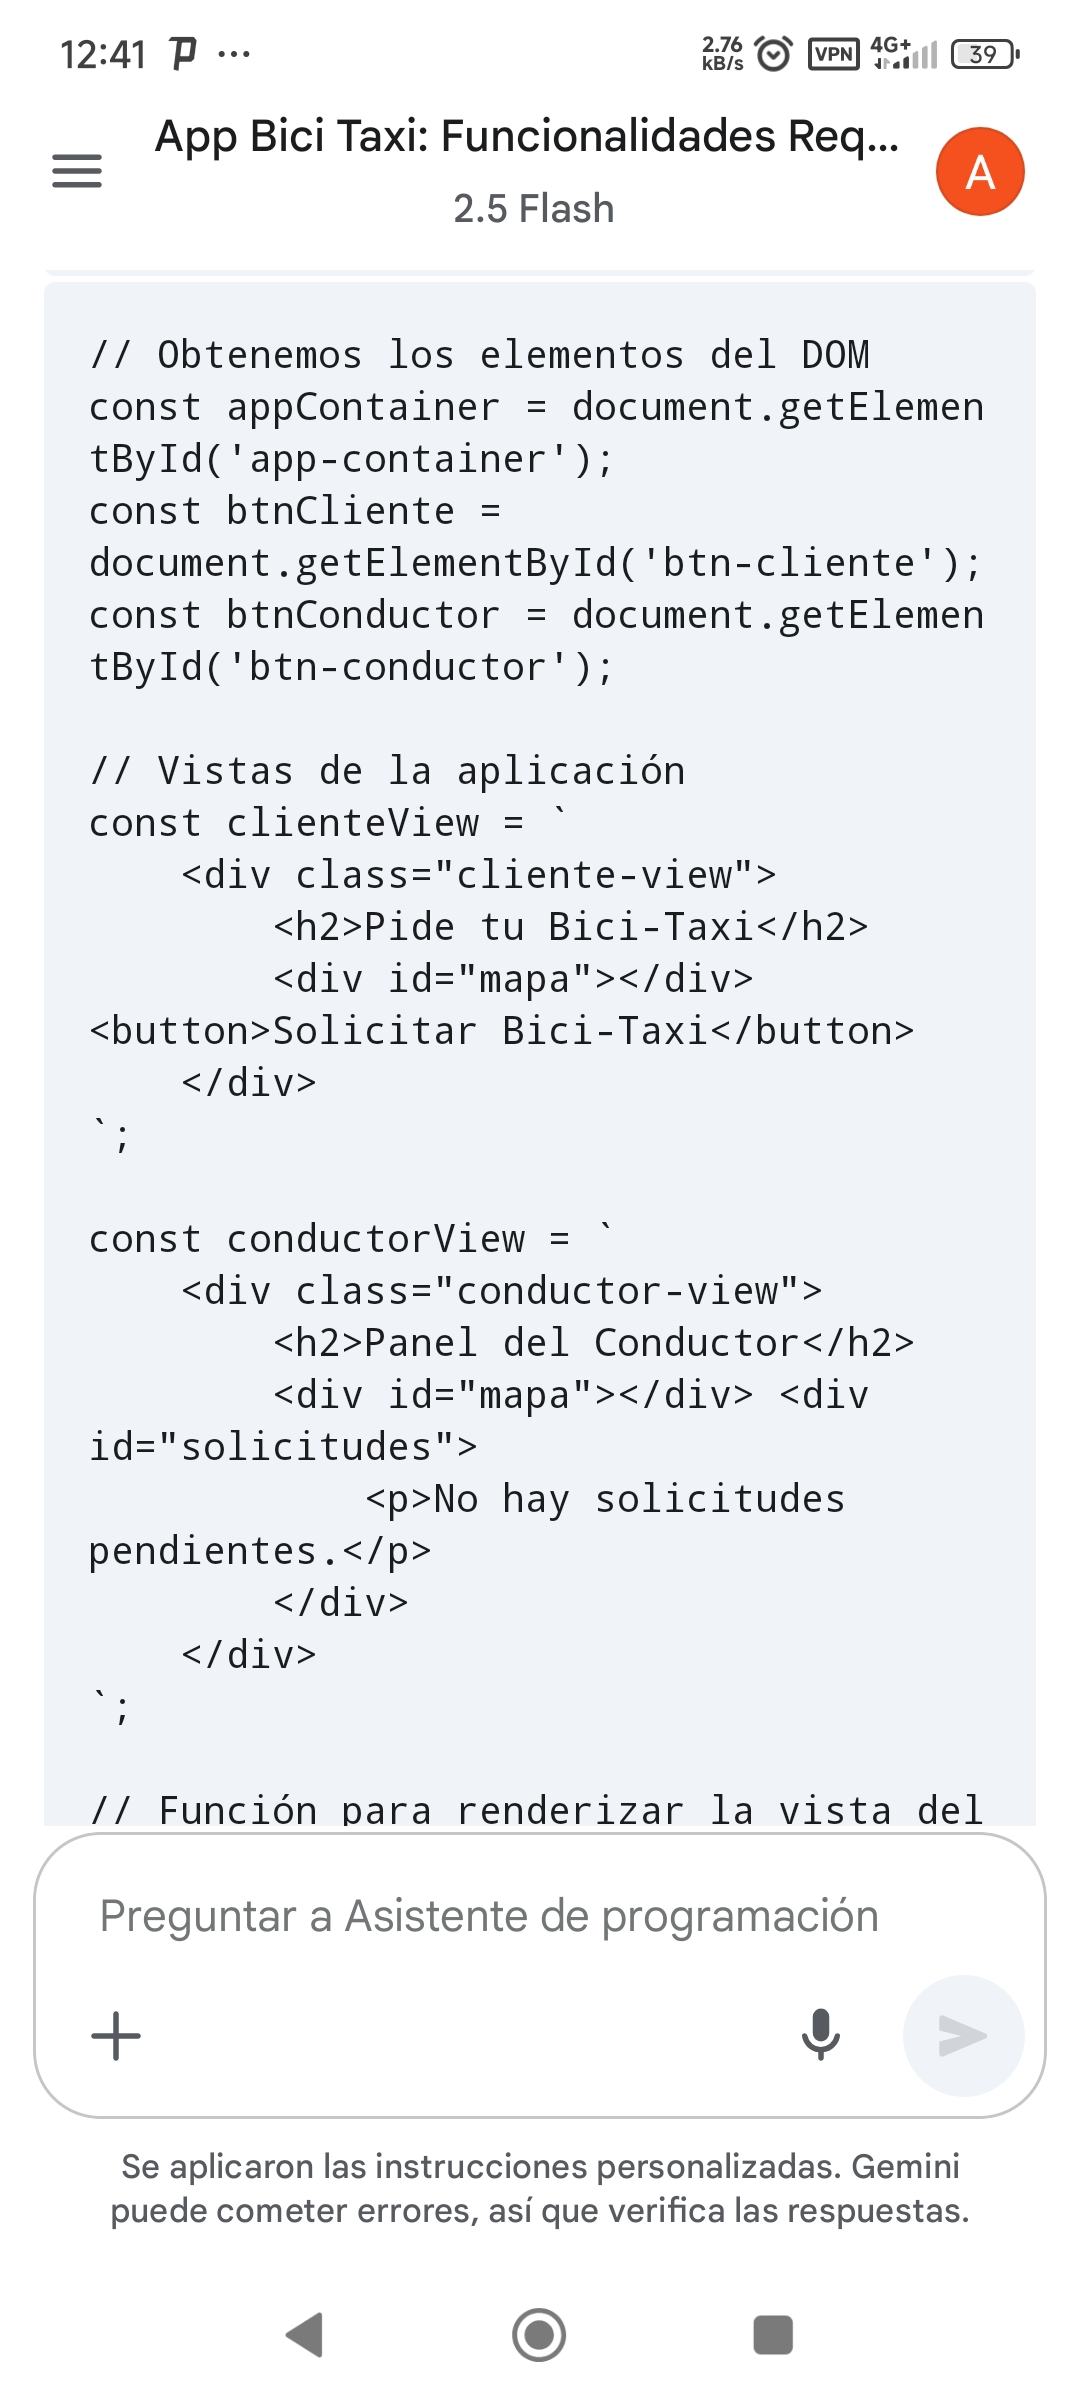 12:41
2.76
kB/s
VPN
4G+
39
App Bici Taxi: Funcionalidades Req...
2.5 Flash
A
// Obtenemos los elementos del DOM
const appContainer = document.getElemen
tById('app-container');
const btnCliente =
document.getElementById('btn-cliente');
const btnConductor = document.getElemen
tById('btn-conductor');
// Vistas de la aplicación
const clienteView = `
    <div class="cliente-view">
        <h2>Pide tu Bici-Taxi</h2>
        <div id="mapa"></div>
<button>Solicitar Bici-Taxi</button>
    </div>
`;
const conductorView = `
    <div class="conductor-view">
        <h2>Panel del Conductor</h2>
        <div id="mapa"></div> <div
id="solicitudes">
            <p>No hay solicitudes
pendientes.</p>
        </div>
    </div>
`;
// Función para renderizar la vista del
Preguntar a Asistente de programación
Se aplicaron las instrucciones personalizadas. Gemini
puede cometer errores, así que verifica las respuestas.